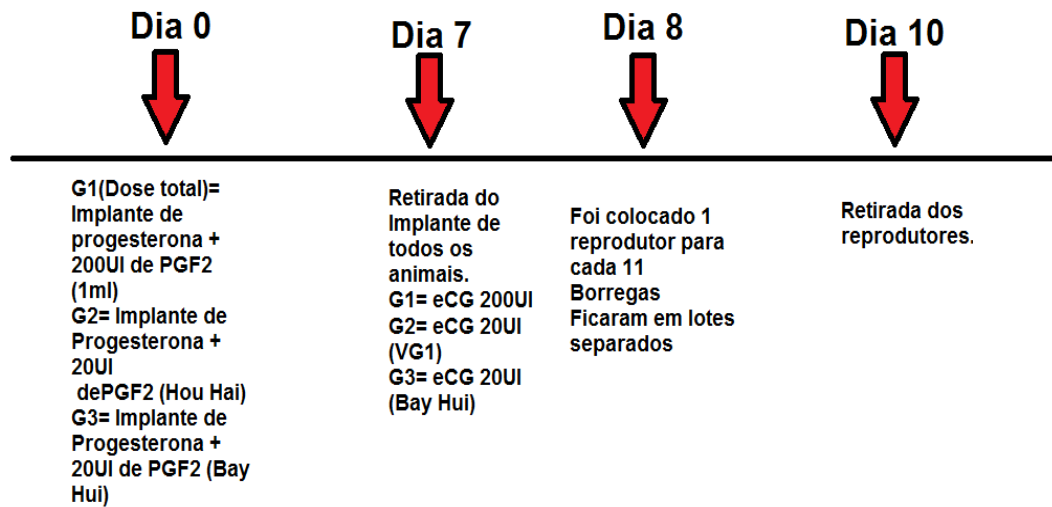 Dia 0
G1(Dose total)=
Implante de
progesterona +
200UI de PGF2
(1ml)
G2= Implante de
Progesterona +
20UI
dePGF2 (Hou Hai)
G3= Implante de
Progesterona +
20UI de PGF2 (Bay
Hui)
Dia 7
Retirada do
Implante de
todos os
animais.
G1= eCG 200UI
G2= eCG 20UI
(VG1)
G3= eCG 20UI
(Bay Hui)
Dia 8
Foi colocado 1
reprodutor para
cada 11
Borregas
Ficaram em lotes
separados
Dia 10
Retirada dos
reprodutores.